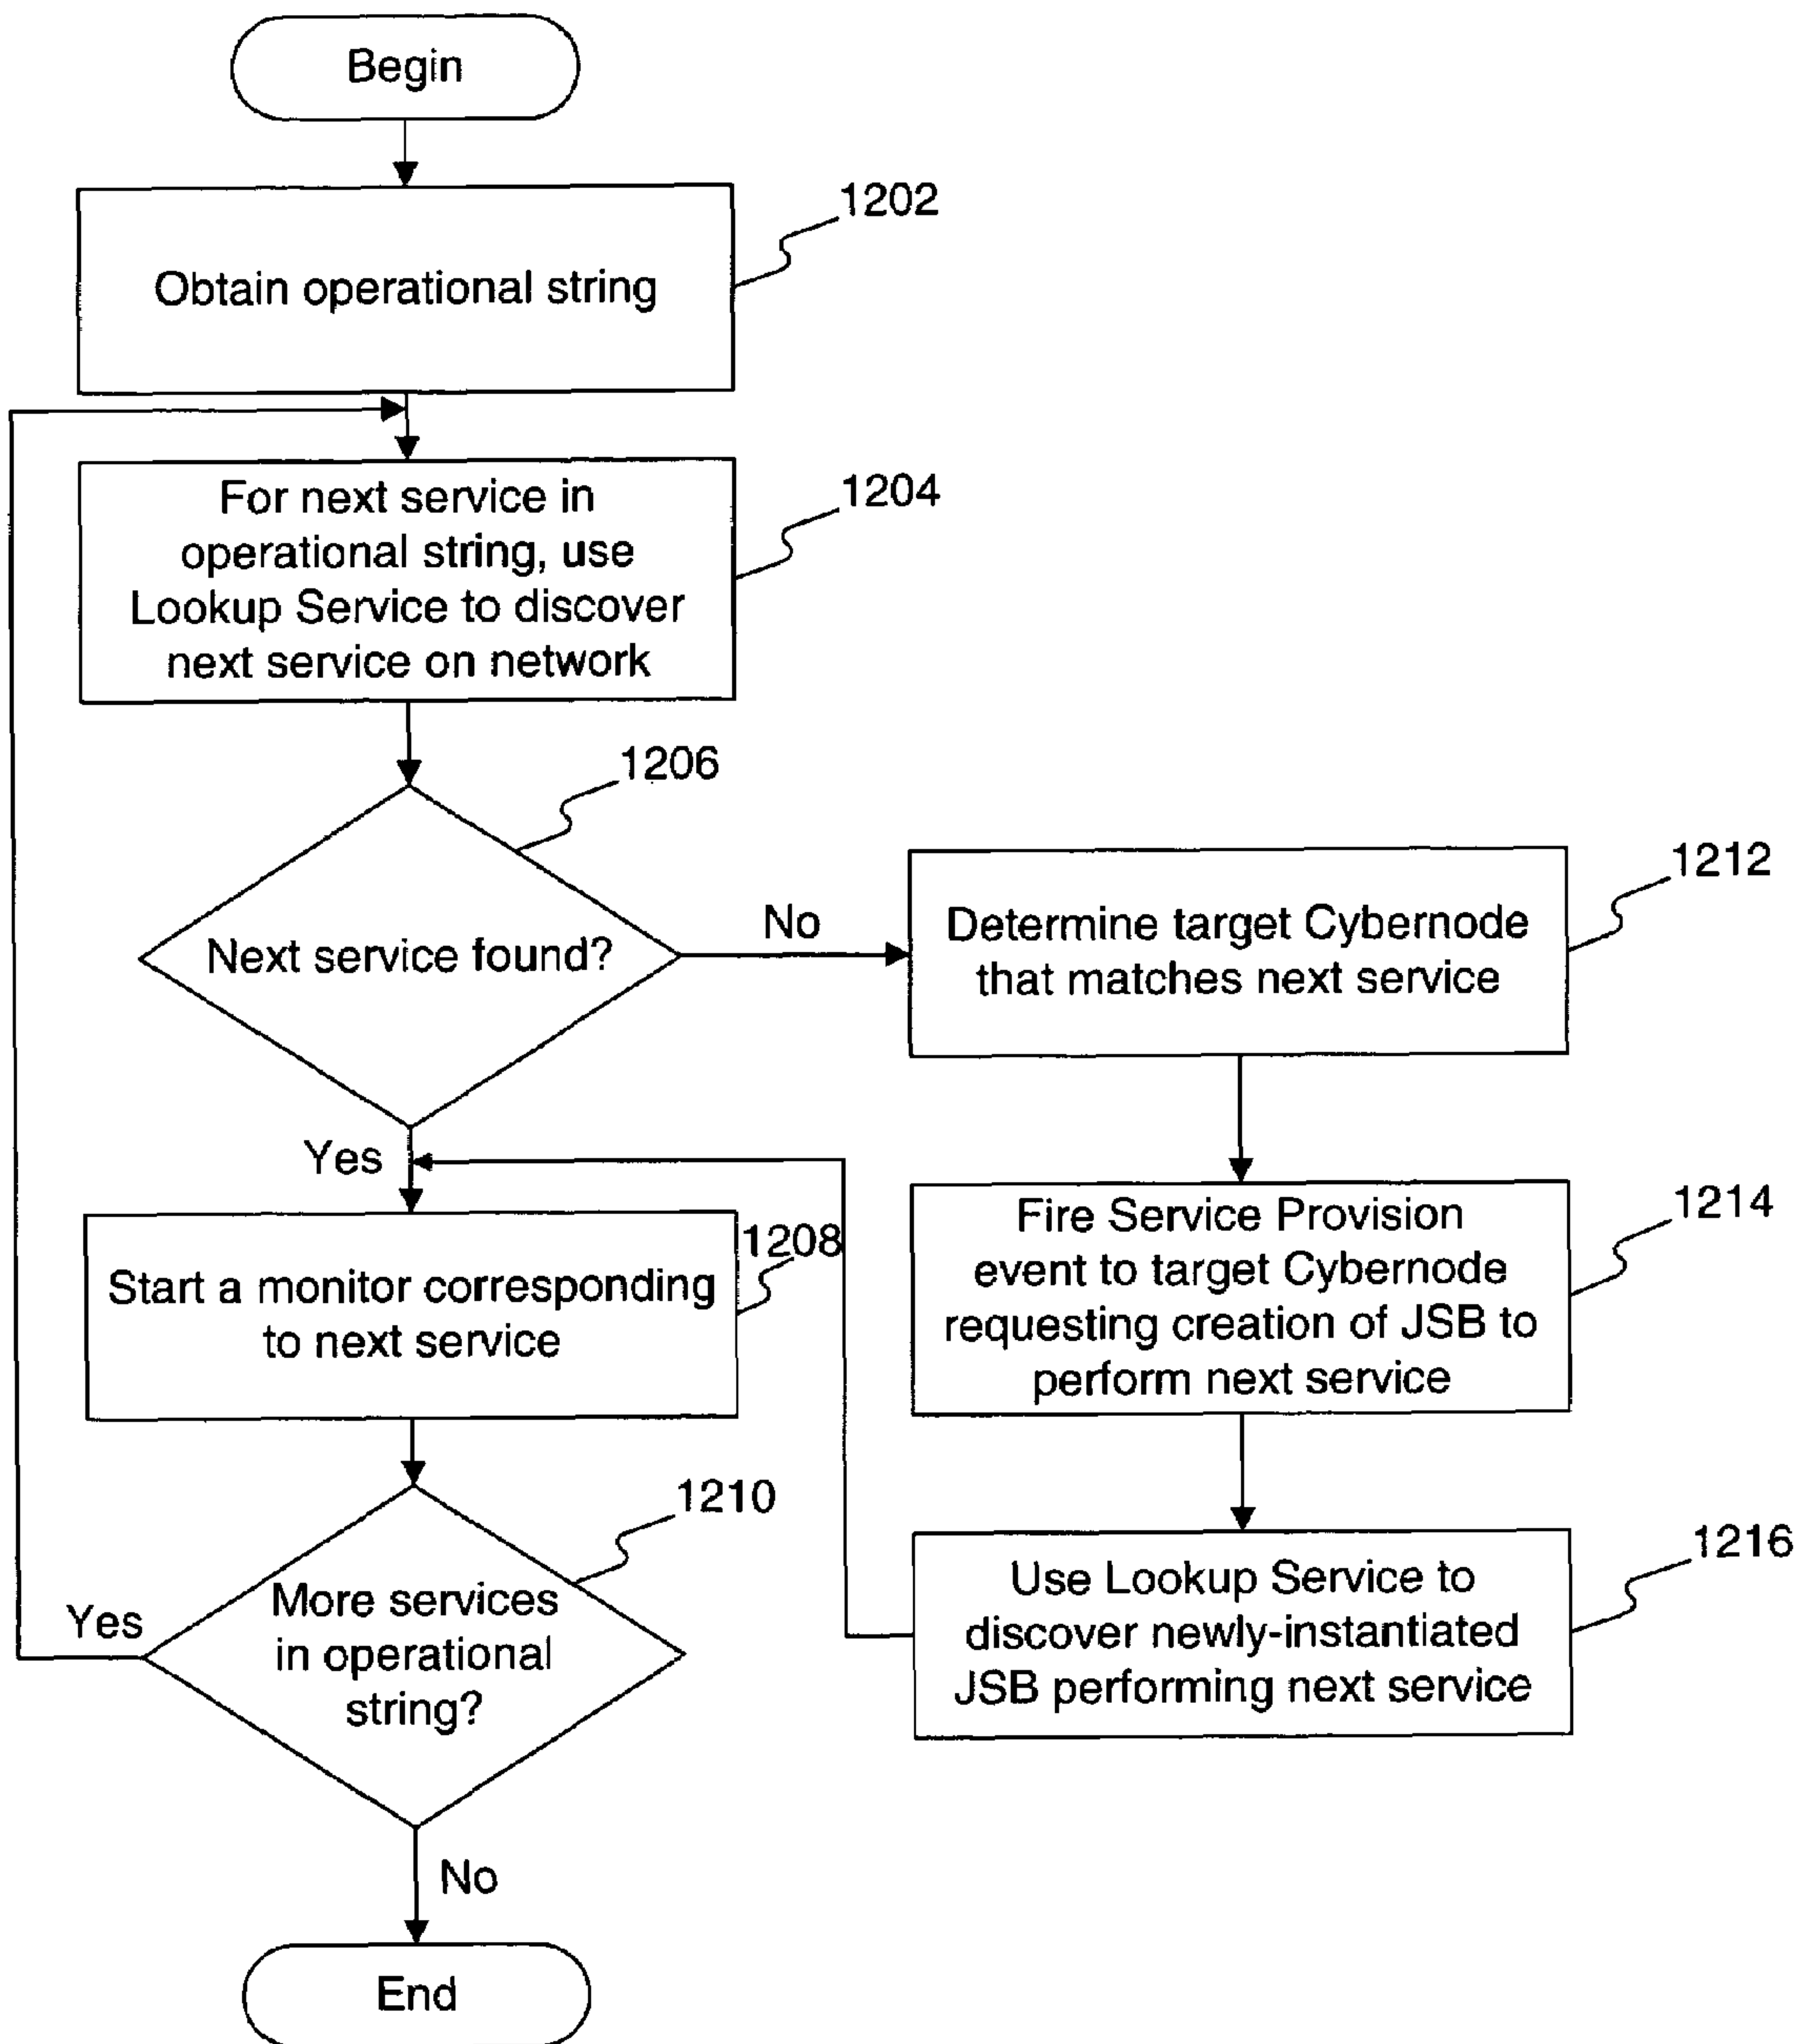 Begin
1202
Obtain operational string
1204
For next service in
operational string, use
Lookup Service to discover
next service on network
1206
Next service found?
No
1212
Determine target Cybernode
that matches next service
Yes
1208
Start a monitor corresponding
to next service
1214
Fire Service Provision
event to target Cybernode
requesting creation of JSB to
perform next service
1210
More services
in operational
string?
Yes
1216
Use Lookup Service to
discover newly-instantiated
JSB performing next service
No
End